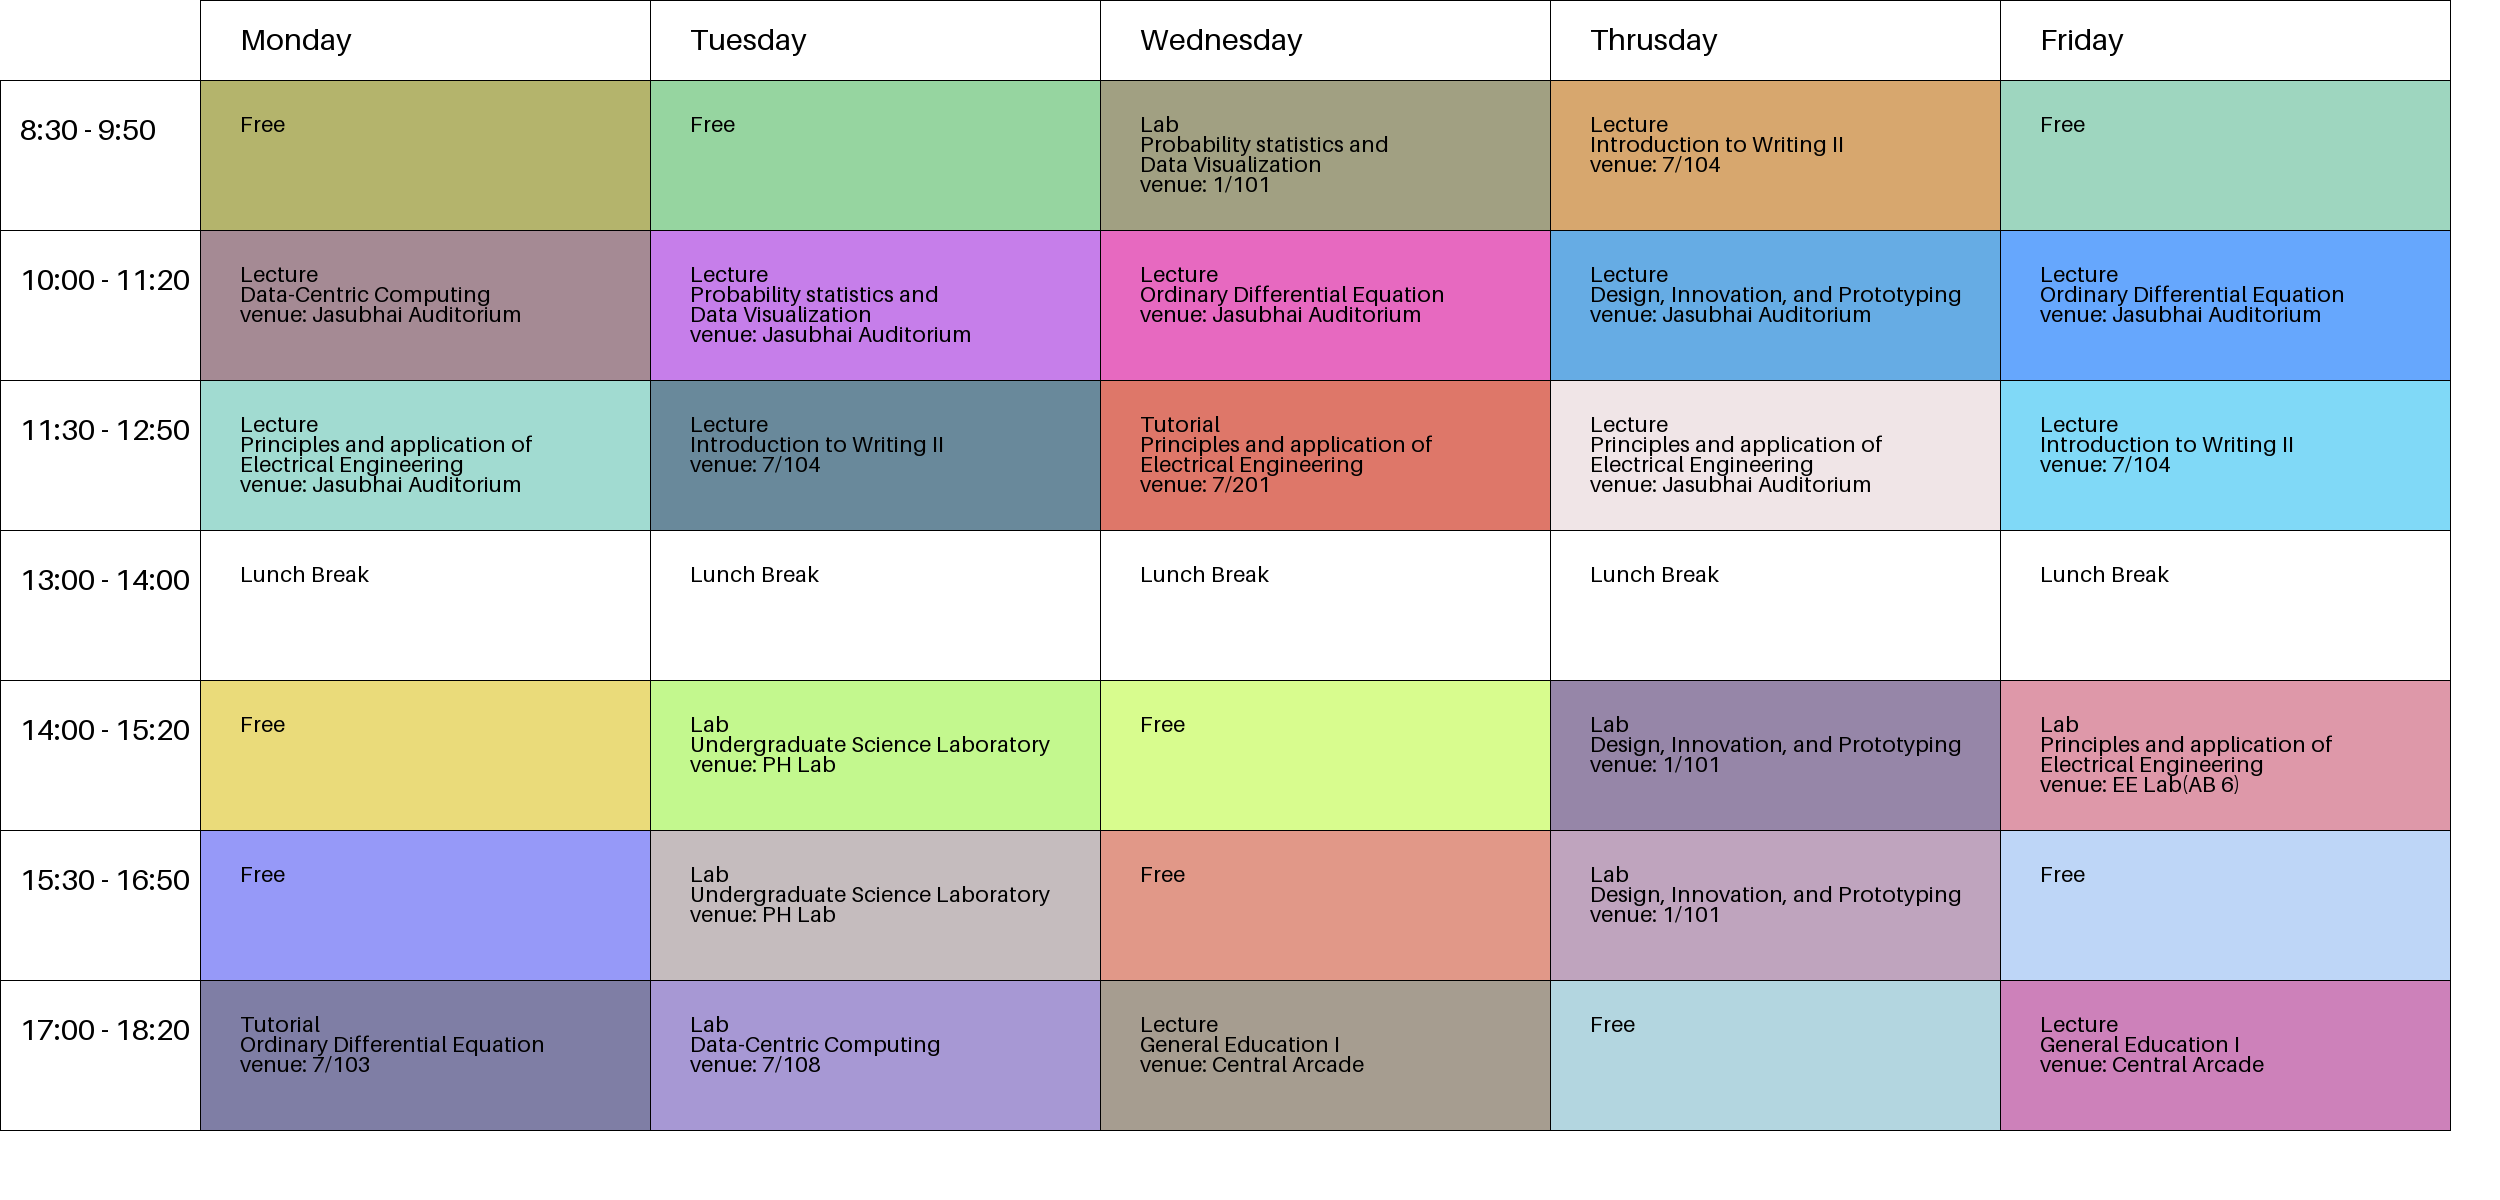 Monday
Tuesday
Wednesday
Thrusday
Friday
8:30 - 9:50
Free
Free
Lab
Probability statistics and
Data Visualization
venue: 1/101
Lecture
Introduction to Writing II
venue: 7/104
Free
10:00 - 11:20
Lecture
Data-Centric Computing
venue: Jasubhai Auditorium
Lecture
Probability statistics and
Data Visualization
venue: Jasubhai Auditorium
Lecture
Ordinary Differential Equation
venue: Jasubhai Auditorium
Lecture
Design, Innovation, and Prototyping
venue: Jasubhai Auditorium
Lecture
Ordinary Differential Equation
venue: Jasubhai Auditorium
11:30 - 12:50
Lecture
Principles and application of
Electrical Engineering
venue: Jasubhai Auditorium
Lecture
Introduction to Writing II
venue: 7/104
Tutorial
Principles and application of
Electrical Engineering
venue: 7/201
Lecture
Principles and application of
Electrical Engineering
venue: Jasubhai Auditorium
Lecture
Introduction to Writing II
venue: 7/104
13:00 - 14:00
Lunch Break
Lunch Break
Lunch Break
Lunch Break
Lunch Break
14:00 - 15:20
Free
Lab
Undergraduate Science Laboratory
venue: PH Lab
Free
Lab
Design, Innovation, and Prototyping
venue: 1/101
Lab
Principles and application of
Electrical Engineering
venue: EE Lab(AB 6)
15:30 - 16:50
Free
Lab
Undergraduate Science Laboratory
venue: PH Lab
Free
Lab
Design, Innovation, and Prototyping
venue: 1/101
Free
17:00 - 18:20
Tutorial
Ordinary Differential Equation
venue: 7/103
Lab
Data-Centric Computing
venue: 7/108
Lecture
General Education I
venue: Central Arcade
Free
Lecture
General Education I
venue: Central Arcade